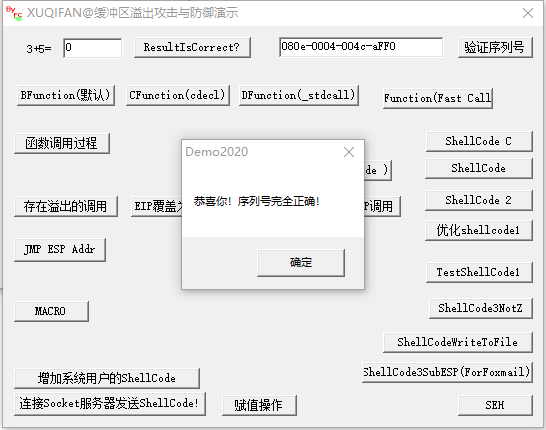 XUQIFAN@缓冲区溢出攻击与防御演示
3+5= 0 ResultIsCorrect? 080e-0004-004c-aFF0 验证序列号
BFunction(默认) CFunction(cdecl) DFunction(_stdcall) Function(Fast Call
函数调用过程 ShellCode C
Demo2020
ode ) ShellCode
恭喜你！序列号完全正确！
存在溢出的调用 EIP覆盖为 P调用 ShellCode 2
优化shellcode1
JMP ESP Addr
确定
TestShellCode1
MACRO ShellCode3NotZ
ShellCodeWriteToFile
增加系统用户的ShellCode ShellCode3SubESP(ForFoxmail)
连接Socket服务器发送ShellCode! 赋值操作 SEH